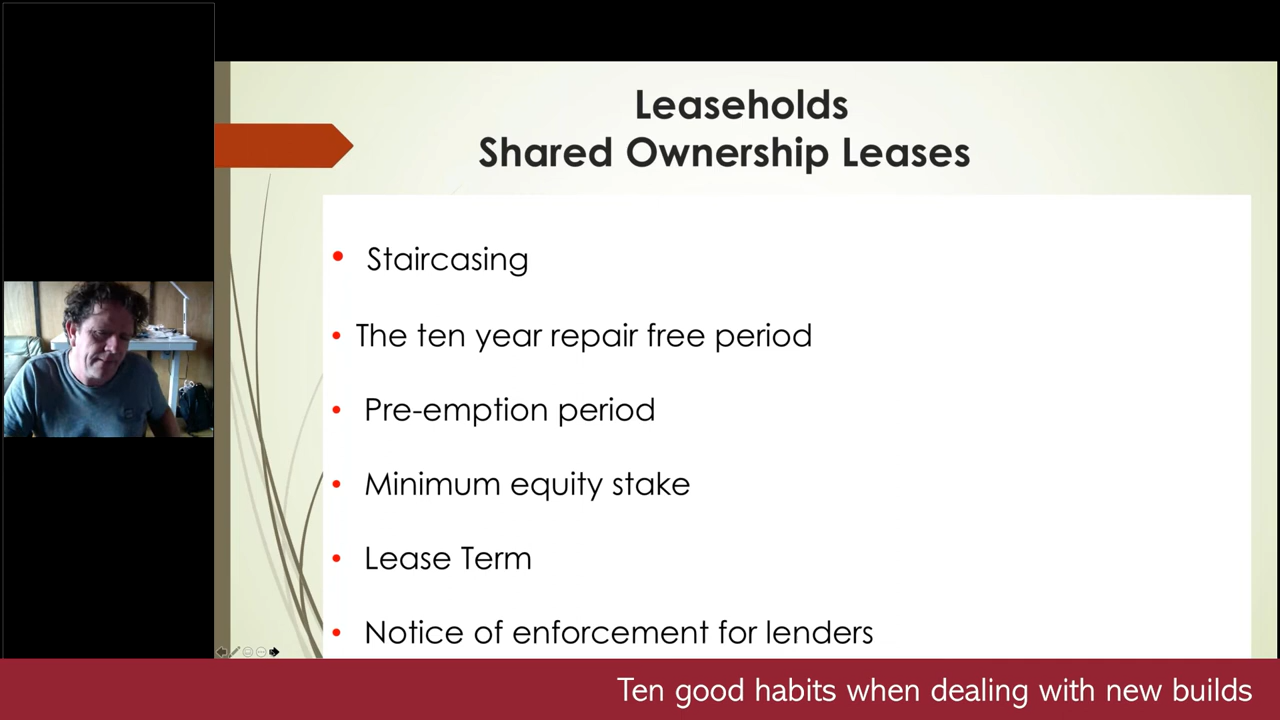 Leaseholds
Shared Ownership Leases
• Staircasing
• The ten year repair free period
• Pre-emption period
• Minimum equity stake
• Lease Term
• Notice of enforcement for lenders
Ten good habits when dealing with new builds